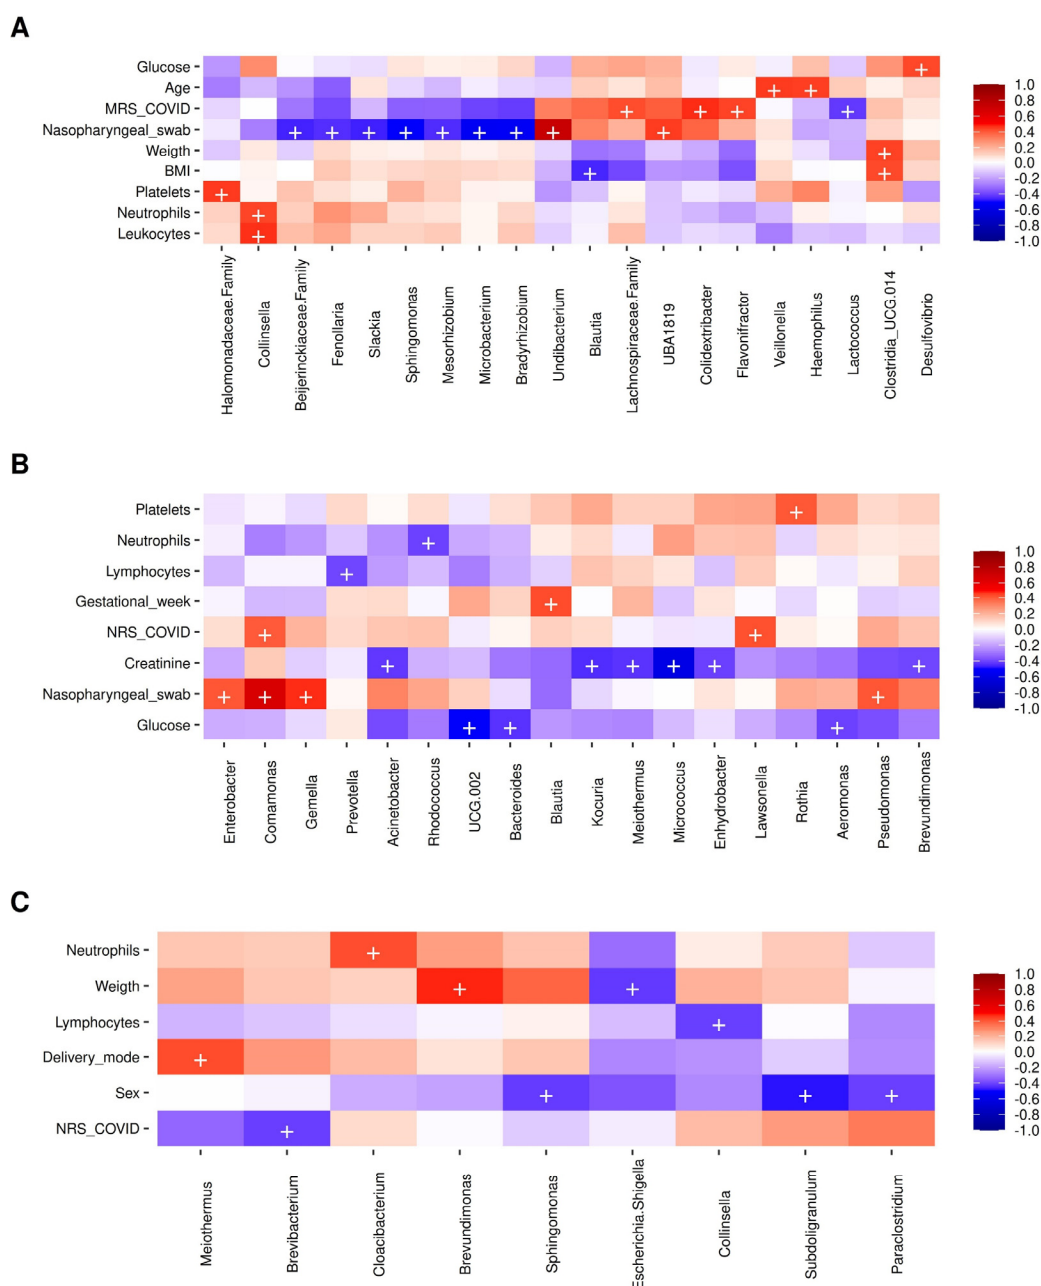 A
Glucose
Age
MRS_COVID
Nasopharyngeal_swab
Weigth
BMI
Platelets
Neutrophils
Leukocytes
Halomonadaceae.Family
Collinsella
Beijerinckiaceae.Family
Fenollaria
Slackia
Sphingomonas
Mesorhizobium
Microbacterium
Bradyrhizobium
Undibacterium
Blautia
Lachnospiraceae.Family
UBA1819
Colidextribacter
Flavonifractor
Veillonella
Haemophilus
Lactococcus
Clostridia_UCG.014
Desulfovibrio
1.0
0.8
0.6
0.4
0.2
0.0
-0.2
-0.4
-0.6
-0.8
-1.0
B
Platelets
Neutrophils
Lymphocytes
Gestational_week
NRS_COVID
Creatinine
Nasopharyngeal_swab
Glucose
Enterobacter
Comamonas
Gemella
Prevotella
Acinetobacter
Rhodococcus
UCG.002
Bacteroides
Blautia
Kocuria
Meiothermus
Micrococcus
Enhydrobacter
Lawsonella
Rothia
Aeromonas
Pseudomonas
Brevundimonas
1.0
0.8
0.6
0.4
0.2
0.0
-0.2
-0.4
-0.6
-0.8
-1.0
C
Neutrophils
Weigth
Lymphocytes
Delivery_mode
Sex
NRS_COVID
Meiothermus
Brevibacterium
Cloacibacterium
Brevundimonas
Sphingomonas
Escherichia.Shigella
Collinsella
Subdoligranulum
Paraclostridium
1.0
0.8
0.6
0.4
0.2
0.0
-0.2
-0.4
-0.6
-0.8
-1.0